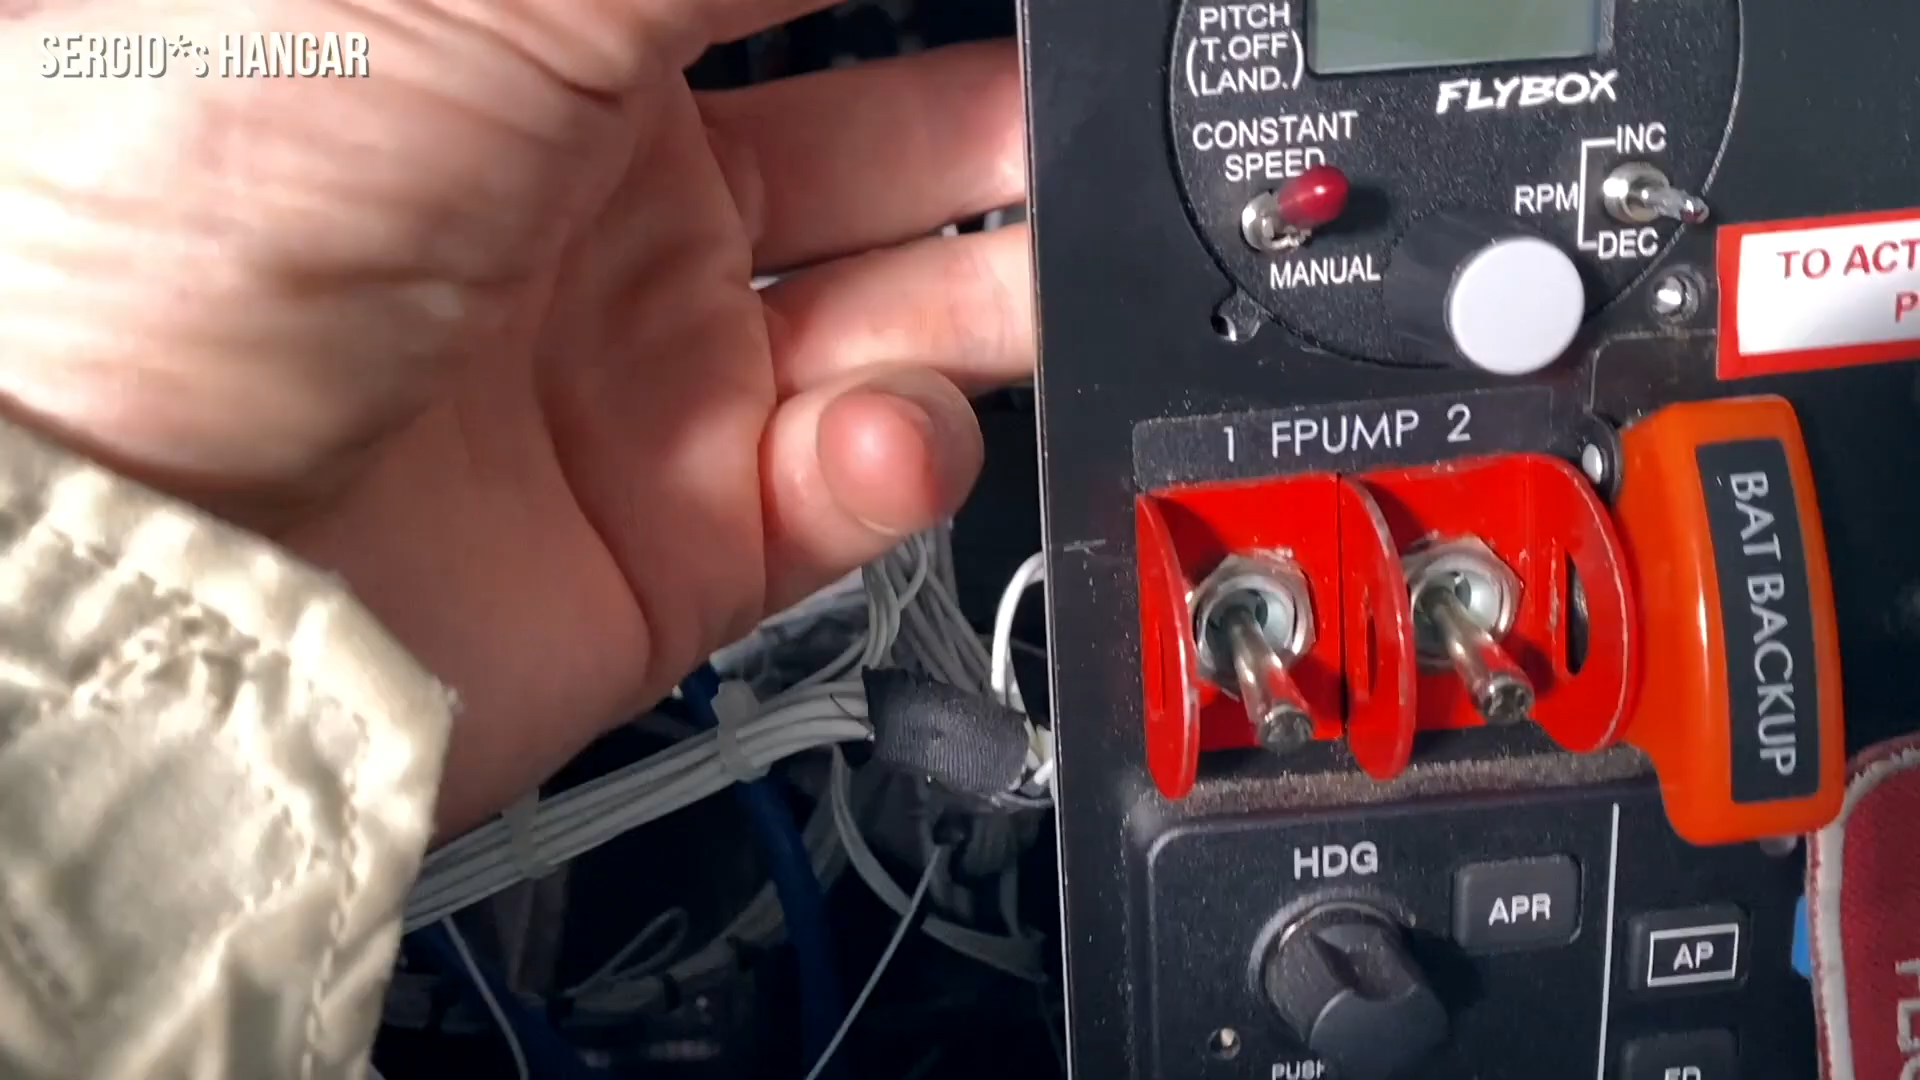 SERGIO*s HANGAR
PITCH
(T.OFF
LAND.)
FLYBOX
CONSTANT
SPEED
MANUAL
INC
RPM
DEC
TO ACT
P
1 FPUMP 2
BAT BACKUP
HDG
APR
AP
PUSH